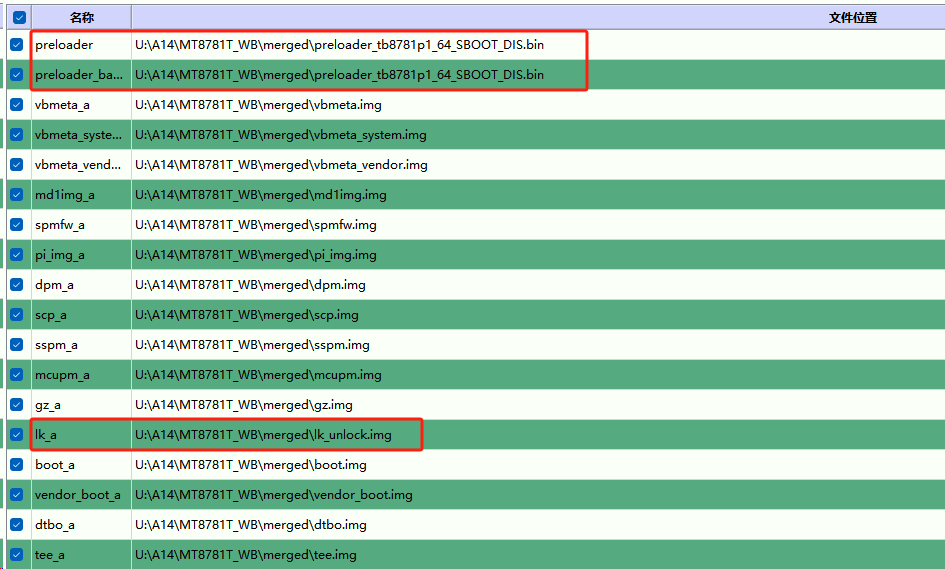 名称 文件位置
preloader U:\A14\MT8781T_WB\merged\preloader_tb8781p1_64_SBOOT_DIS.bin
preloader_ba... U:\A14\MT8781T_WB\merged\preloader_tb8781p1_64_SBOOT_DIS.bin
vbmeta_a U:\A14\MT8781T_WB\merged\vbmeta.img
vbmeta_syste... U:\A14\MT8781T_WB\merged\vbmeta_system.img
vbmeta_vend... U:\A14\MT8781T_WB\merged\vbmeta_vendor.img
md1img_a U:\A14\MT8781T_WB\merged\md1img.img
spmfw_a U:\A14\MT8781T_WB\merged\spmfw.img
pi_img_a U:\A14\MT8781T_WB\merged\pi_img.img
dpm_a U:\A14\MT8781T_WB\merged\dpm.img
scp_a U:\A14\MT8781T_WB\merged\scp.img
sspm_a U:\A14\MT8781T_WB\merged\sspm.img
mcupm_a U:\A14\MT8781T_WB\merged\mcupm.img
gz_a U:\A14\MT8781T_WB\merged\gz.img
lk_a U:\A14\MT8781T_WB\merged\lk_unlock.img
boot_a U:\A14\MT8781T_WB\merged\boot.img
vendor_boot_a U:\A14\MT8781T_WB\merged\vendor_boot.img
dtbo_a U:\A14\MT8781T_WB\merged\dtbo.img
tee_a U:\A14\MT8781T_WB\merged\tee.img